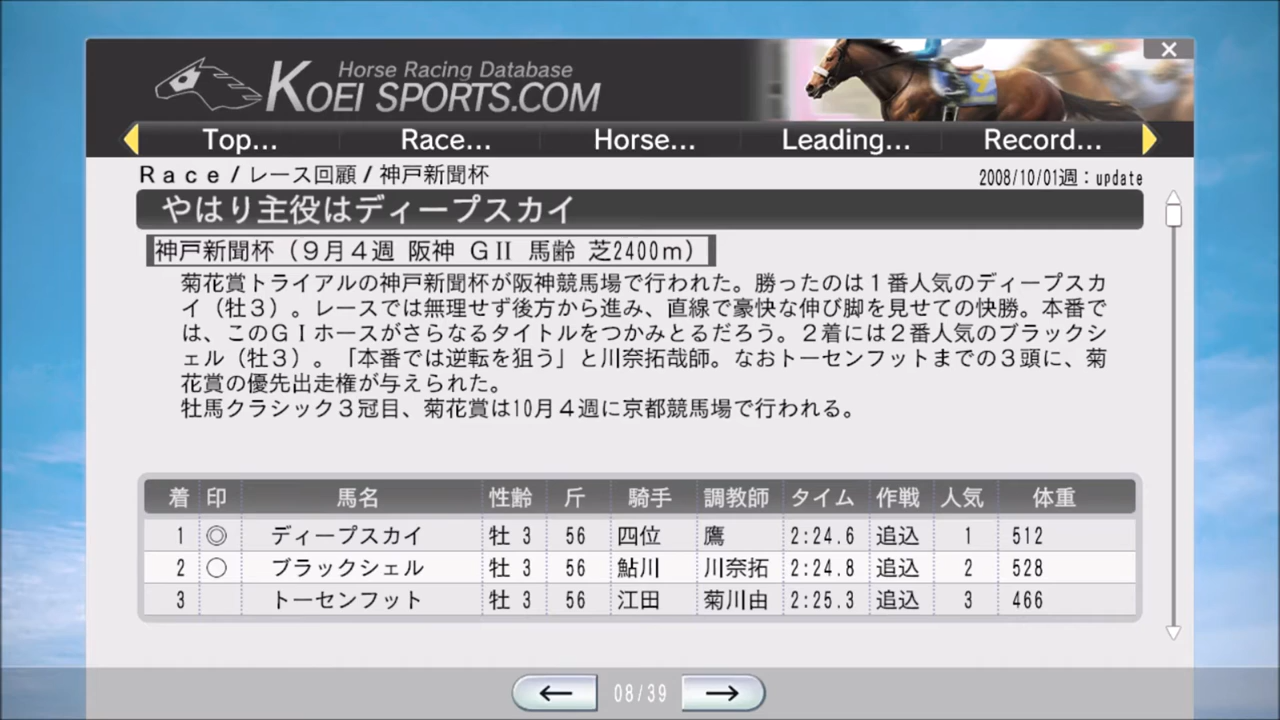 Horse Racing Database
KOEI SPORTS.COM
×
Top... Race... Horse... Leading... Record...
Race/レース回顧/神戸新聞杯
2008/10/01週：update
やはり主役はディープスカイ
神戸新聞杯（９月４週 阪神 ＧⅡ 馬齢 芝2400ｍ）
菊花賞トライアルの神戸新聞杯が阪神競馬場で行われた。勝ったのは１番人気のディープスカ
イ（牡３）。レースでは無理せず後方から進み、直線で豪快な伸び脚を見せての快勝。本番で
は、このＧⅠホースがさらなるタイトルをつかみとるだろう。２着には２番人気のブラックシ
ェル（牡３）。「本番では逆転を狙う」と川奈拓哉師。なおトーセンフットまでの３頭に、菊
花賞の優先出走権が与えられた。
牡馬クラシック３冠目、菊花賞は10月４週に京都競馬場で行われる。
着 印 馬名 性齢 斤 騎手 調教師 タイム 作戦 人気 体重
1 ◎ ディープスカイ 牡 3 56 四位 鷹 2:24.6 追込 1 512
2 ○ ブラックシェル 牡 3 56 鮎川 川奈拓 2:24.8 追込 2 528
3 トーセンフット 牡 3 56 江田 菊川由 2:25.3 追込 3 466
← 08/39 →